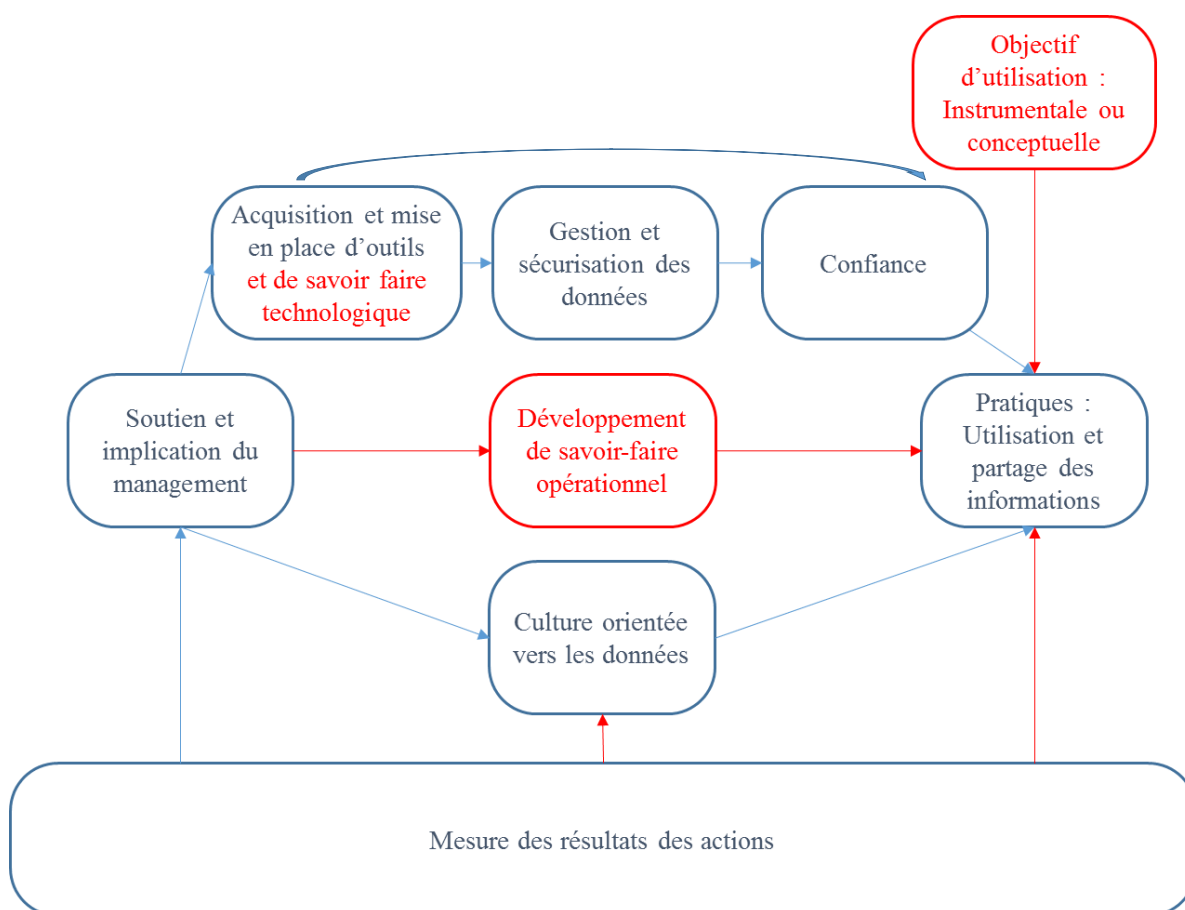 Objectif
d’utilisation :
Instrumentale ou
conceptuelle
Acquisition et mise
en place d’outils
et de savoir faire
technologique
Gestion et
sécurisation des
données
Confiance
Soutien et
implication du
management
Développement
de savoir-faire
opérationnel
Pratiques :
Utilisation et
partage des
informations
Culture orientée
vers les données
Mesure des résultats des actions